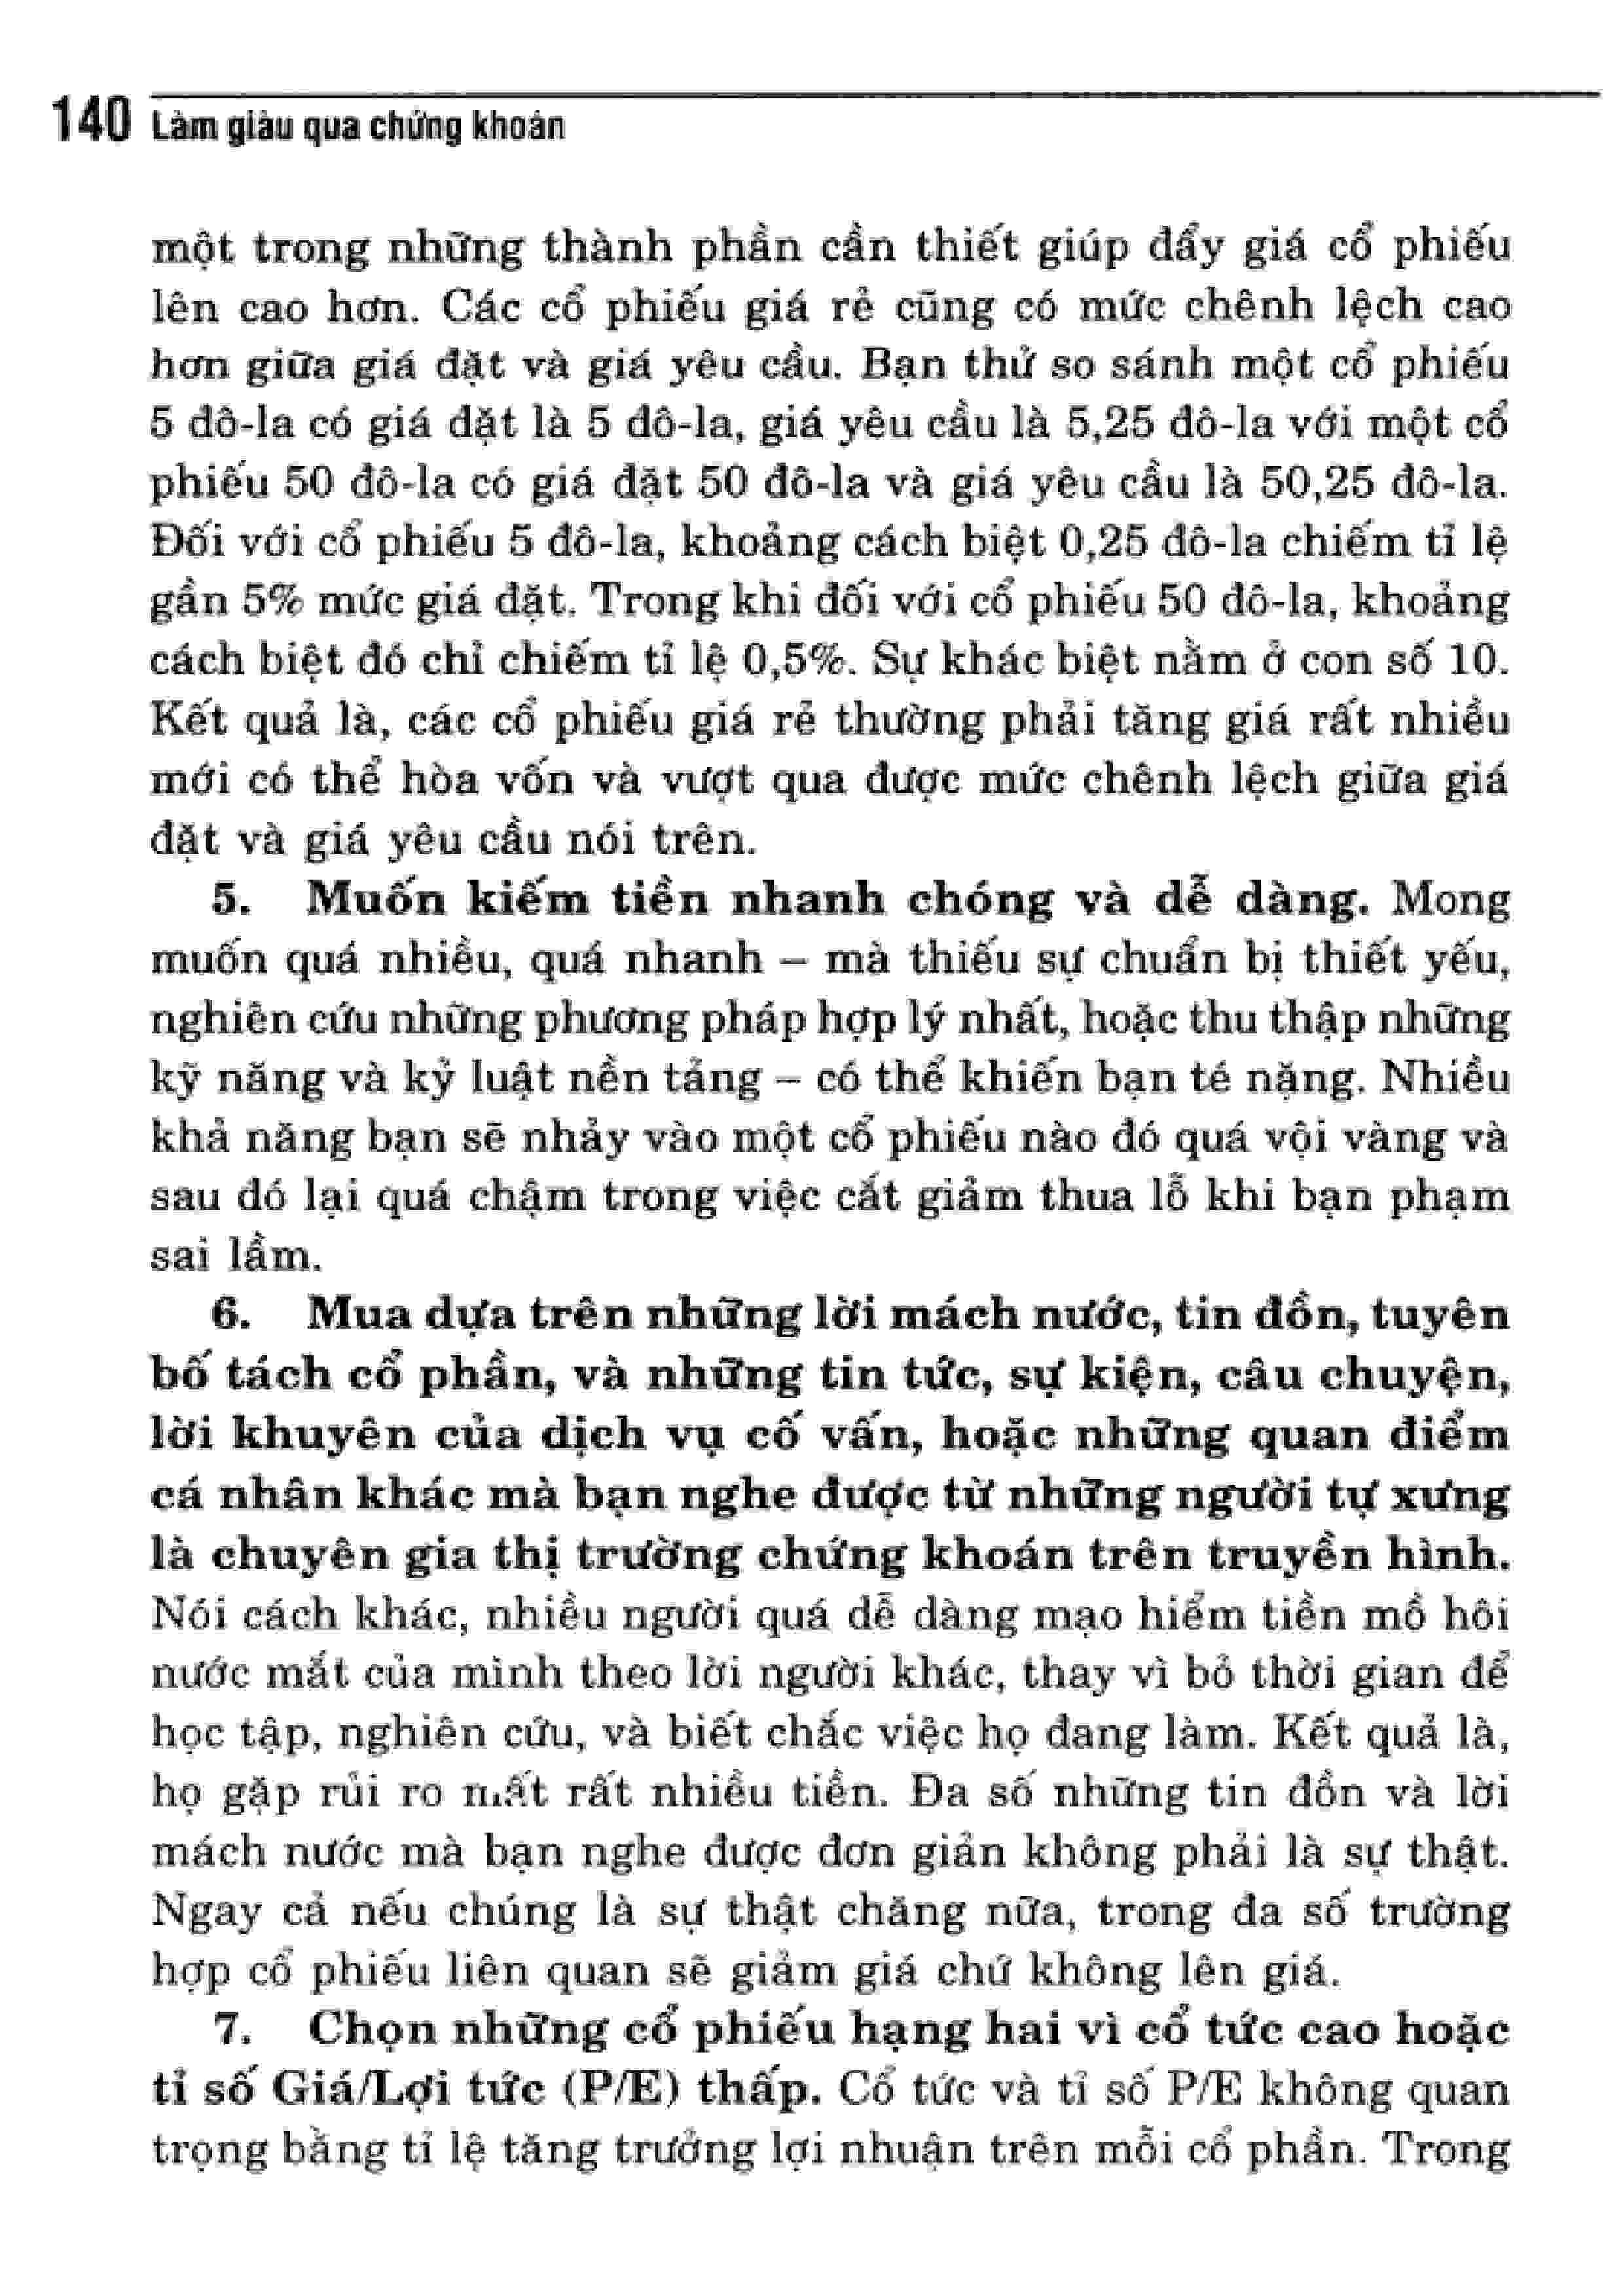 140 Làm giàu qua chứng khoán
một trong những thành phần cần thiết giúp đẩy giá cổ phiếu
lên cao hơn. Các cổ phiếu giá rẻ cũng có mức chênh lệch cao
hơn giữa giá đặt và giá yêu cầu. Bạn thử so sánh một cổ phiếu
5 đô-la có giá đặt là 5 đô-la, giá yêu cầu là 5,25 đô-la với một cổ
phiếu 50 đô-la có giá đặt 50 đô-la và giá yêu cầu là 50,25 đô-la.
Đối với cổ phiếu 5 đô-la, khoảng cách biệt 0,25 đô-la chiếm tỉ lệ
gần 5% mức giá đặt. Trong khi đối với cổ phiếu 50 đô-la, khoảng
cách biệt đó chỉ chiếm tỉ lệ 0,5%. Sự khác biệt nằm ở con số 10.
Kết quả là, các cổ phiếu giá rẻ thường phải tăng giá rất nhiều
mới có thể hòa vốn và vượt qua được mức chênh lệch giữa giá
đặt và giá yêu cầu nói trên.
5. Muốn kiếm tiền nhanh chóng và dễ dàng. Mong
muốn quá nhiều, quá nhanh – mà thiếu sự chuẩn bị thiết yếu,
nghiên cứu những phương pháp hợp lý nhất, hoặc thu thập những
kỹ năng và kỷ luật nền tảng – có thể khiến bạn té nặng. Nhiều
khả năng bạn sẽ nhảy vào một cổ phiếu nào đó quá vội vàng và
sau đó lại quá chậm trong việc cắt giảm thua lỗ khi bạn phạm
sai lầm.
6. Mua dựa trên những lời mách nước, tin đồn, tuyên
bố tách cổ phần, và những tin tức, sự kiện, câu chuyện,
lời khuyên của dịch vụ cố vấn, hoặc những quan điểm
cá nhân khác mà bạn nghe được từ những người tự xưng
là chuyên gia thị trường chứng khoán trên truyền hình.
Nói cách khác, nhiều người quá dễ dàng mạo hiểm tiền mồ hôi
nước mắt của mình theo lời người khác, thay vì bỏ thời gian để
học tập, nghiên cứu, và biết chắc việc họ đang làm. Kết quả là,
họ gặp rủi ro mất rất nhiều tiền. Đa số những tin đồn và lời
mách nước mà bạn nghe được đơn giản không phải là sự thật.
Ngay cả nếu chúng là sự thật chăng nữa, trong đa số trường
hợp cổ phiếu liên quan sẽ giảm giá chứ không lên giá.
7. Chọn những cổ phiếu hạng hai vì cổ tức cao hoặc
tỉ số Giá/Lợi tức (P/E) thấp. Cổ tức và tỉ số P/E không quan
trọng bằng tỉ lệ tăng trưởng lợi nhuận trên mỗi cổ phần. Trong